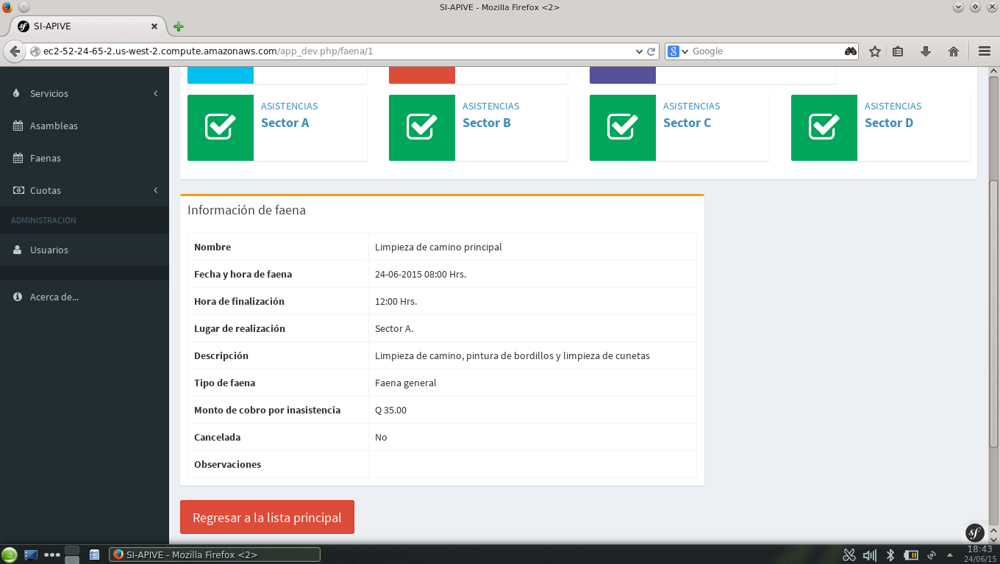 SI-APIVE - Mozilla Firefox <2>
SI-APIVE
ec2-52-24-65-2.us-west-2.compute.amazonaws.com/app_dev.php/faena/1
Google
Servicios
Asambleas
Faenas
Cuotas
ADMINISTRACIÓN
Usuarios
Acerca de...
ASISTENCIAS
Sector A
ASISTENCIAS
Sector B
ASISTENCIAS
Sector C
ASISTENCIAS
Sector D
Información de faena
Nombre Limpieza de camino principal
Fecha y hora de faena 24-06-2015 08:00 Hrs.
Hora de finalización 12:00 Hrs.
Lugar de realización Sector A.
Descripción Limpieza de camino, pintura de bordillos y limpieza de cunetas
Tipo de faena Faena general
Monto de cobro por inasistencia Q 35.00
Cancelada No
Observaciones
Regresar a la lista principal
sf
SI-APIVE - Mozilla Firefox <2>
18:43
24/06/15